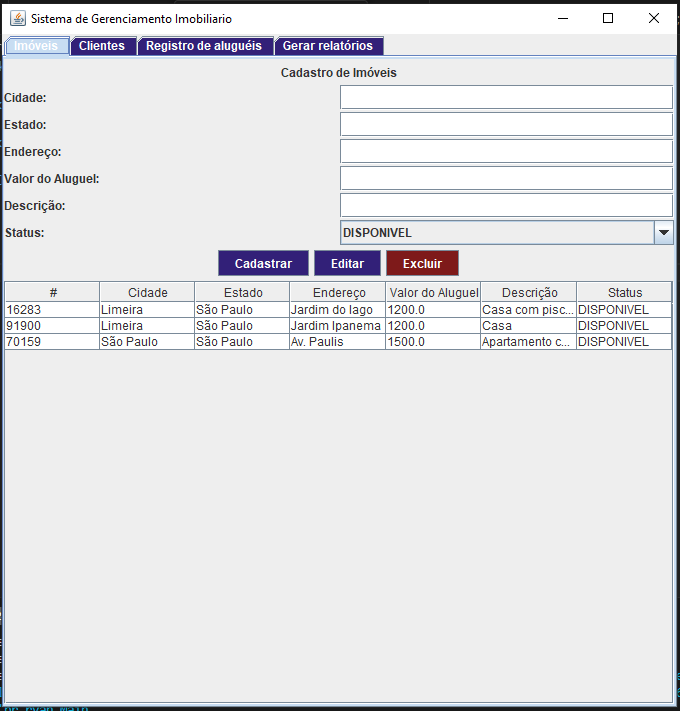 Sistema de Gerenciamento Imobiliario
Imóveis Clientes Registro de aluguéis Gerar relatórios
Cadastro de Imóveis
Cidade:
Estado:
Endereço:
Valor do Aluguel:
Descrição:
Status: DISPONIVEL
Cadastrar Editar Excluir
# Cidade Estado Endereço Valor do Aluguel Descrição Status
16283 Limeira São Paulo Jardim do lago 1200.0 Casa com pisc... DISPONIVEL
91900 Limeira São Paulo Jardim Ipanema 1200.0 Casa DISPONIVEL
70159 São Paulo São Paulo Av. Paulis 1500.0 Apartamento c... DISPONIVEL